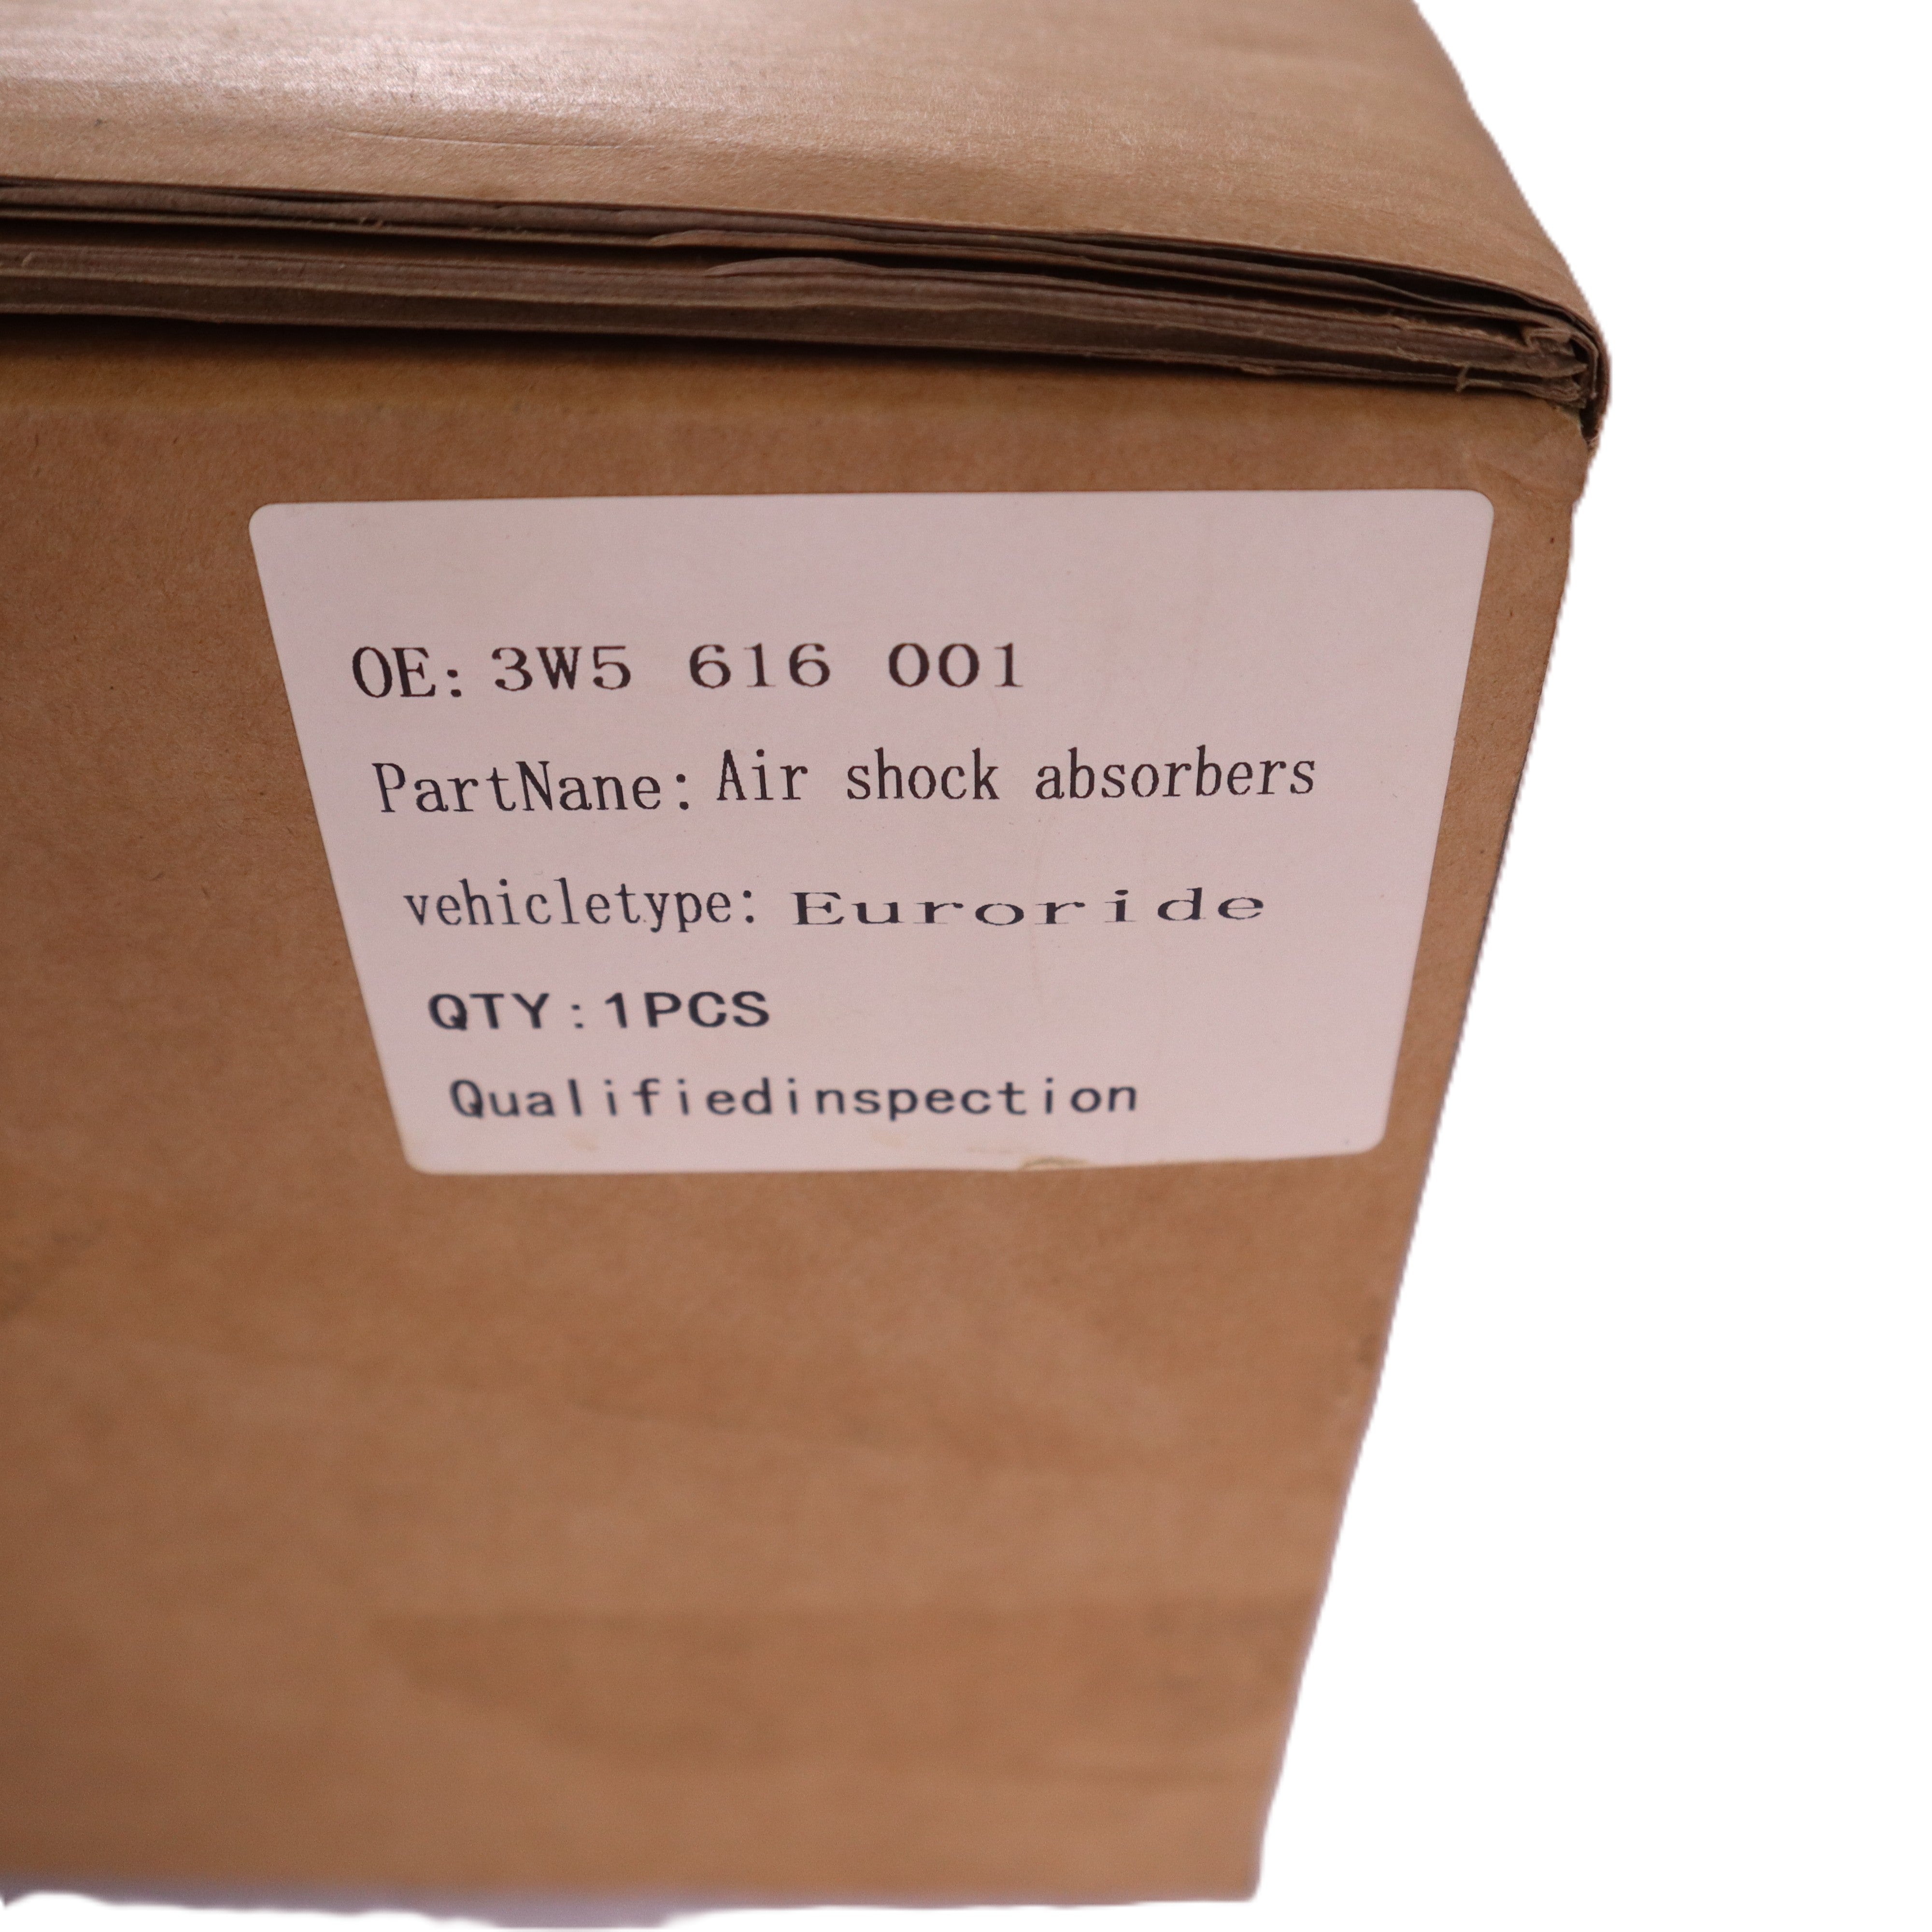 OE: 3W5 616 001
PartNane: Air shock absorbers
vehicletype: Euroride
QTY:1PCS
Qualifiedinspection